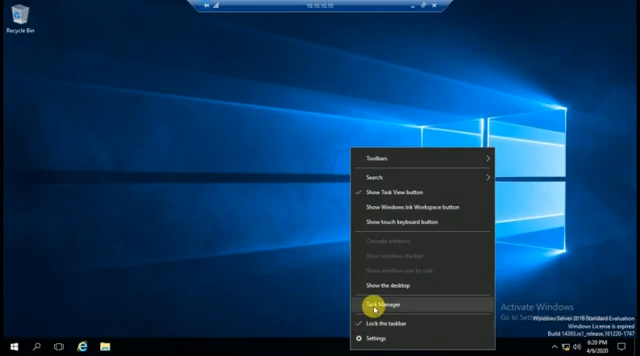 10.10.10.10
Recycle Bin
Toolbars
Search
Show Task View button
Show Windows Ink Workspace button
Show touch keyboard button
Cascade windows
Show windows stacked
Show windows side by side
Show the desktop
Task Manager
Lock the taskbar
Settings
Activate Windows
Go to Settings
Windows Server 2016 Standard Evaluation
Windows License is expired
Build 14393.rs1_release.161220-1747
6:20 PM
4/6/2020